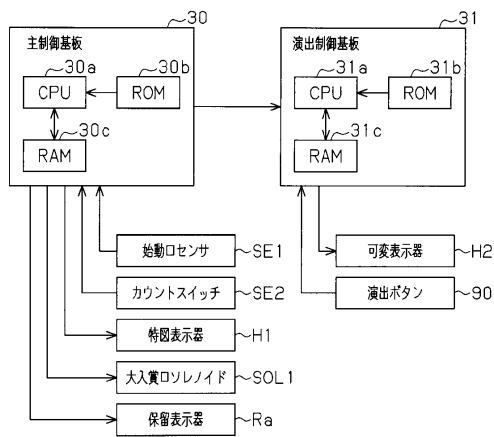 30
31
主制御基板
演出制御基板
30a
30b
31a
31b
CPU
ROM
CPU
ROM
30c
31c
RAM
RAM
始動口センサ
SE1
可変表示器
H2
カウントスイッチ
SE2
演出ボタン
90
特図表示器
H1
大入賞口ソレノイド
SOL1
保留表示器
Ra